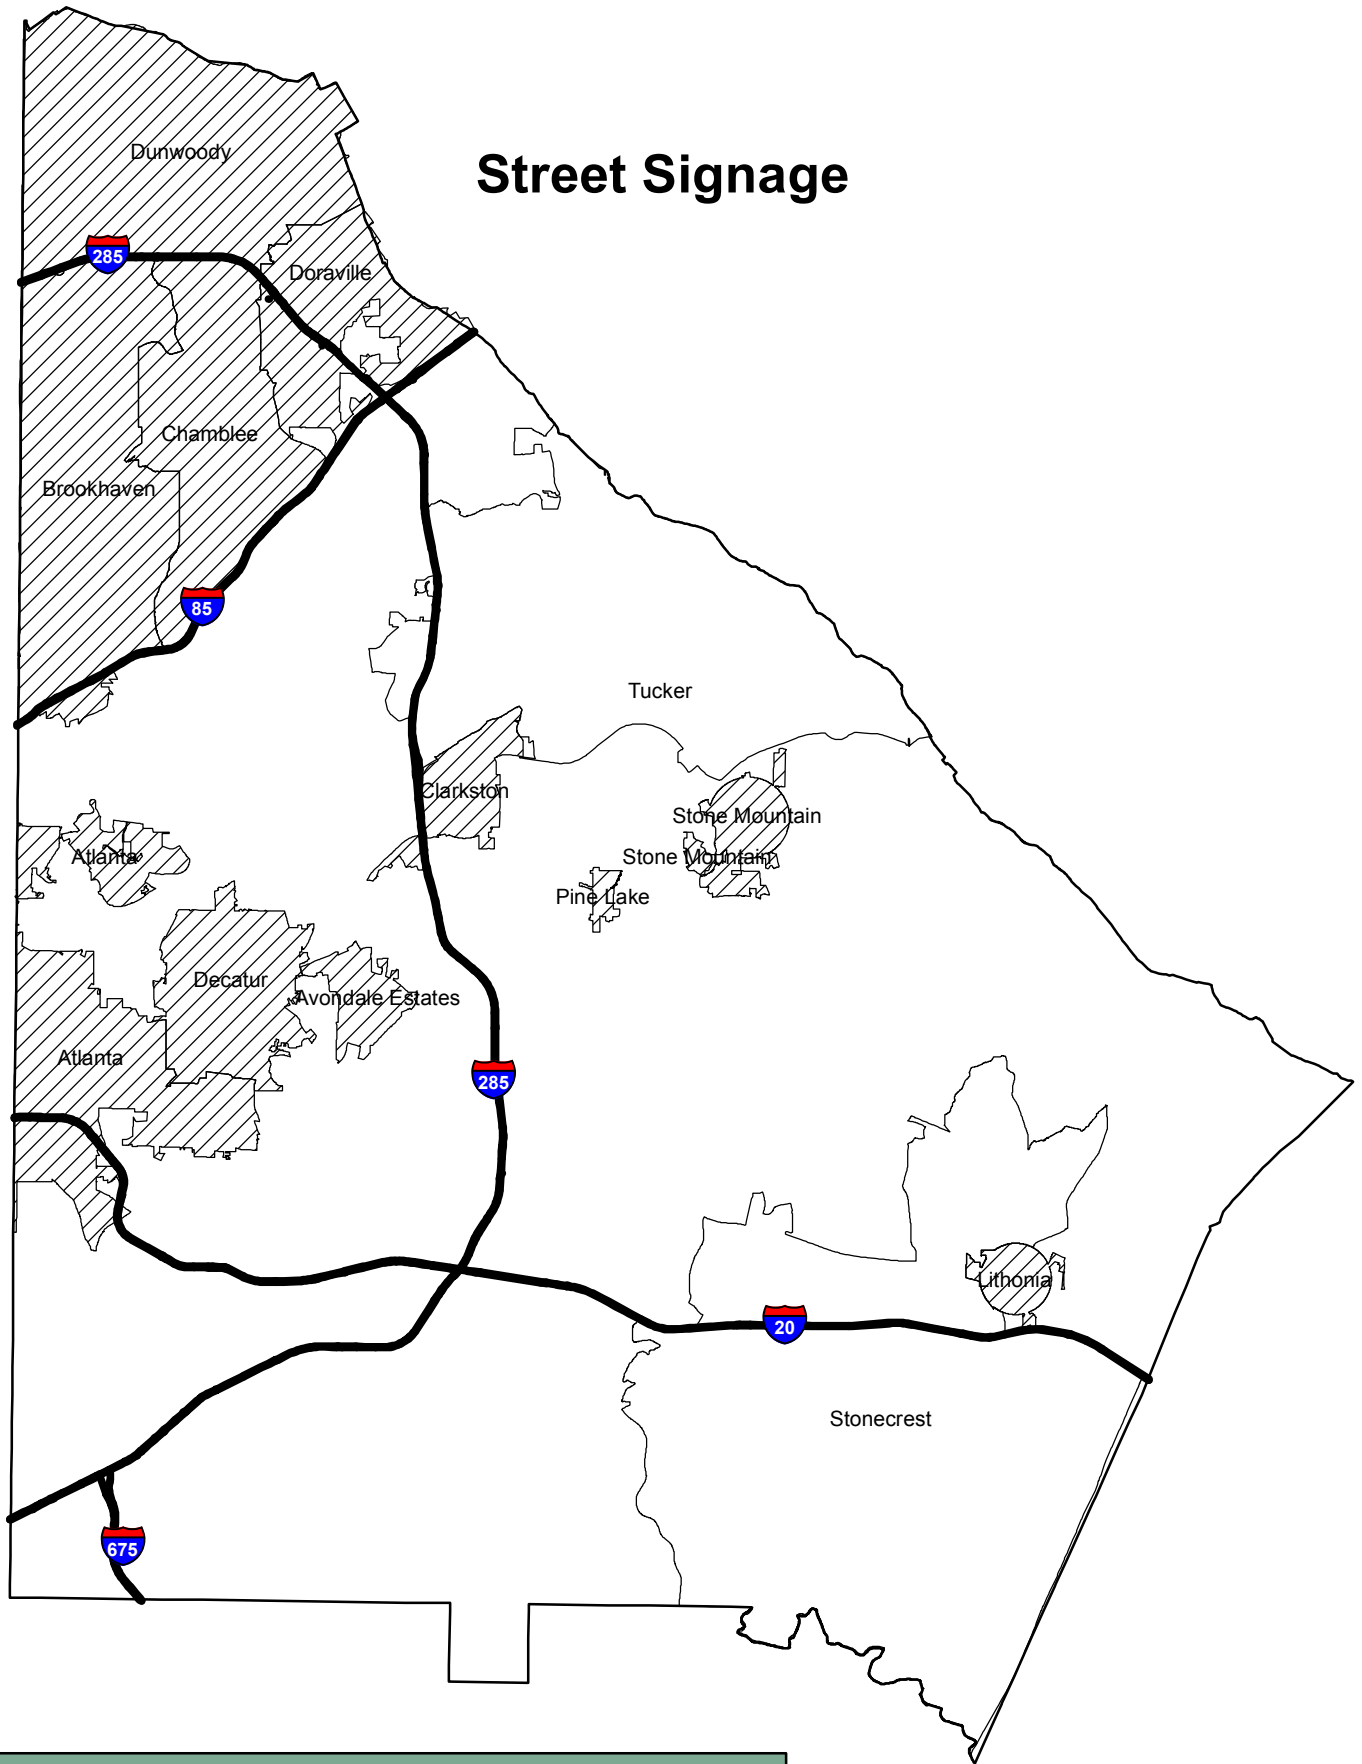 Street Signage
Dunwoody
285
Doraville
Chamblee
Brookhaven
85
Tucker
Clarkston
Stone Mountain
Atlanta
Stone Mountain
Pine Lake
Decatur
Avondale Estates
Atlanta
285
Lithonia
20
Stonecrest
675